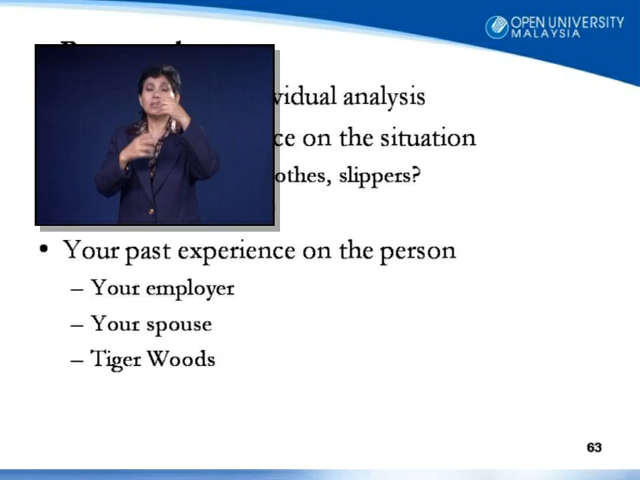 OPEN UNIVERSITY
MALAYSIA
vidual analysis
ce on the situation
othes, slippers?
• Your past experience on the person
– Your employer
– Your spouse
– Tiger Woods
63